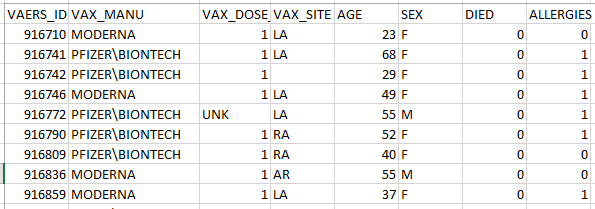 VAERS_ID VAX_MANU VAX_DOSE_ VAX_SITE AGE SEX DIED ALLERGIES
916710 MODERNA 1 LA 23 F 0 0
916741 PFIZER\BIONTECH 1 LA 68 F 0 1
916742 PFIZER\BIONTECH 1 29 F 0 1
916746 MODERNA 1 LA 49 F 0 1
916772 PFIZER\BIONTECH UNK LA 55 M 0 1
916790 PFIZER\BIONTECH 1 RA 52 F 0 1
916809 PFIZER\BIONTECH 1 RA 40 F 0 0
916836 MODERNA 1 AR 55 M 0 0
916859 MODERNA 1 LA 37 F 0 1